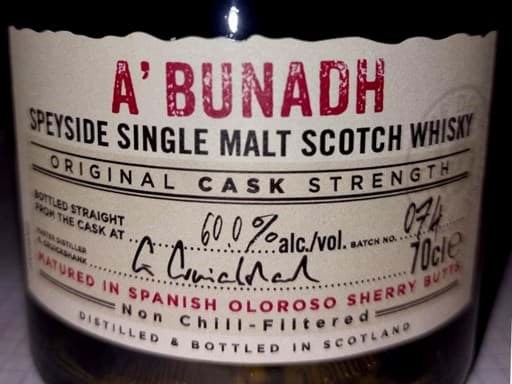 A'BUNADH
SPEYSIDE SINGLE MALT SCOTCH WHISKY
ORIGINAL CASK STRENGTH
BOTTLED STRAIGHT
FROM THE CASK AT 60.0% alc./vol. BATCH NO. 074
MASTER DISTILLER
G. CRUICKSHANK G Cruickshank 70cl e
MATURED IN SPANISH OLOROSO SHERRY BUTTS
Non Chill-Filtered
DISTILLED & BOTTLED IN SCOTLAND